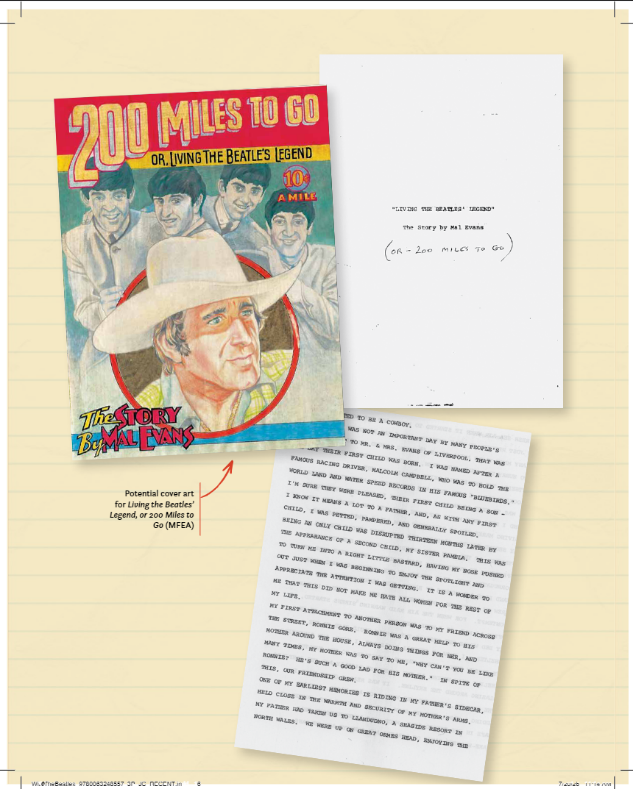 200 MILES TO GO
OR, LIVING THE BEATLE'S LEGEND
10¢
A MILE
The STORY
By MAL EVANS
"LIVING THE BEATLES' LEGEND"
The Story by Mal Evans
(OR - 200 MILES TO GO)
Potential cover art
for Living the Beatles'
Legend, or 200 Miles to
Go (MFEA)
TO BE A COWBOY.
WAS NOT AN IMPORTANT DAY BY MANY PEOPLE'S
TO MR. & MRS. EVANS OF LIVERPOOL. THAT WAS
THEIR FIRST CHILD WAS BORN. I WAS NAMED AFTER A
FAMOUS RACING DRIVER, MALCOLM CAMPBELL, WHO WAS TO HOLD THE
WORLD LAND AND WATER SPEED RECORDS IN HIS FAMOUS "BLUEBIRDS."
I'M SURE THEY WERE PLEASED, THEIR FIRST CHILD BEING A SON -
I KNOW IT MEANS A LOT TO A FATHER, AND, AS WITH ANY FIRST
CHILD, I WAS PETTED, PAMPERED, AND GENERALLY SPOILED.
BEING AN ONLY CHILD WAS DISRUPTED THIRTEEN MONTHS LATER BY
THE APPEARANCE OF A SECOND CHILD, MY SISTER PAMELA. THIS WAS
TO TURN ME INTO A RIGHT LITTLE BASTARD, HAVING MY NOSE PUSHED
OUT JUST WHEN I WAS BEGINNING TO ENJOY THE SPOTLIGHT AND
APPRECIATE THE ATTENTION I WAS GETTING. IT IS A WONDER TO
ME THAT THIS DID NOT MAKE ME HATE ALL WOMEN FOR THE REST OF
MY LIFE.
MY FIRST ATTACHMENT TO ANOTHER PERSON WAS TO MY FRIEND ACROSS
THE STREET, RONNIE GORE. RONNIE WAS A GREAT HELP TO HIS
MOTHER AROUND THE HOUSE, ALWAYS DOING THINGS FOR HER, AND
MANY TIMES, MY MOTHER WAS TO SAY TO ME, "WHY CAN'T YOU BE LIKE
RONNIE? HE'S SUCH A GOOD LAD FOR HIS MOTHER." IN SPITE OF
THIS, OUR FRIENDSHIP GREW.
ONE OF MY EARLIEST MEMORIES IS RIDING IN MY FATHER'S SIDECAR,
HELD CLOSE IN THE WARMTH AND SECURITY OF MY MOTHER'S ARMS.
MY FATHER HAD TAKEN US TO LLANDUDNO, A SEASIDE RESORT IN
NORTH WALES. WE WERE UP ON GREAT ORMES HEAD, ENJOYING THE
6